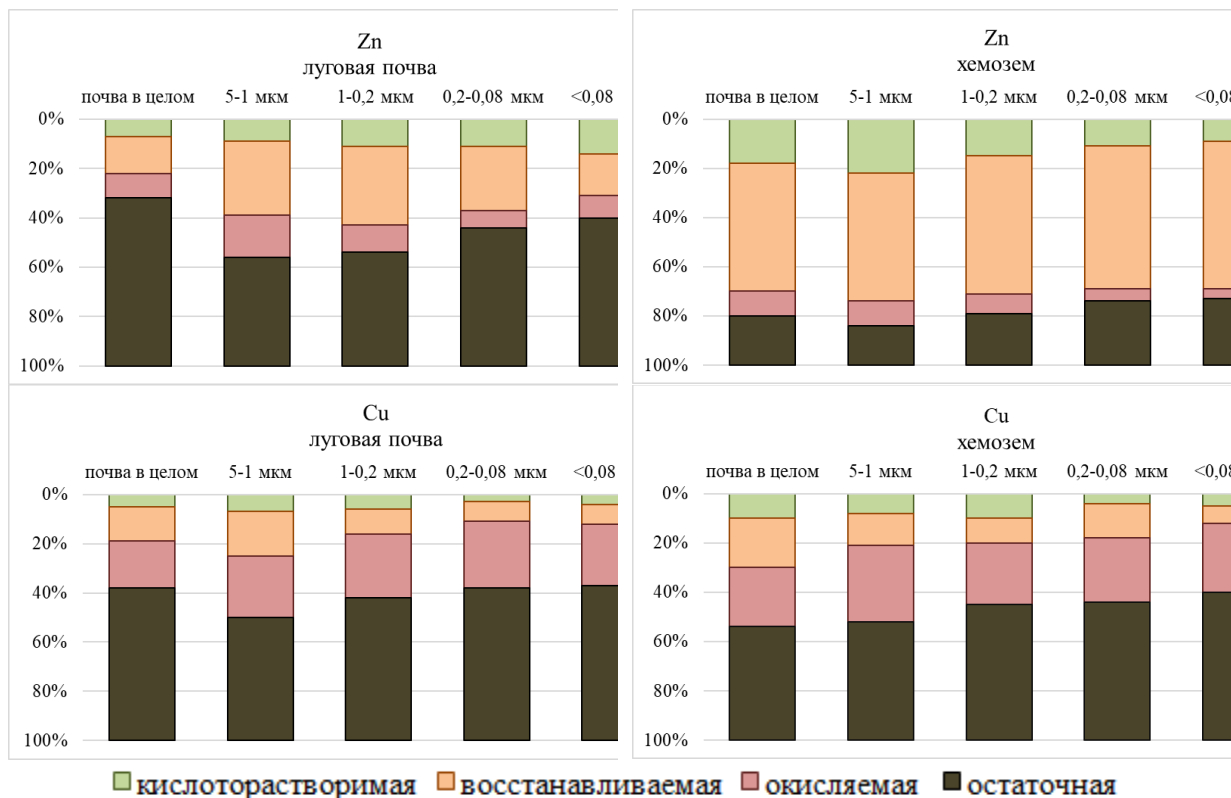 Zn
луговая почва
почва в целом 5-1 мкм 1-0,2 мкм 0,2-0,08 мкм <0,08
0%
20%
40%
60%
80%
100%
Zn
хемозем
почва в целом 5-1 мкм 1-0,2 мкм 0,2-0,08 мкм <0,08
0%
20%
40%
60%
80%
100%
Cu
луговая почва
почва в целом 5-1 мкм 1-0,2 мкм 0,2-0,08 мкм <0,08
0%
20%
40%
60%
80%
100%
Cu
хемозем
почва в целом 5-1 мкм 1-0,2 мкм 0,2-0,08 мкм <0,08
0%
20%
40%
60%
80%
100%
кислоторастворимая восстанавливаемая окисляемая остаточная